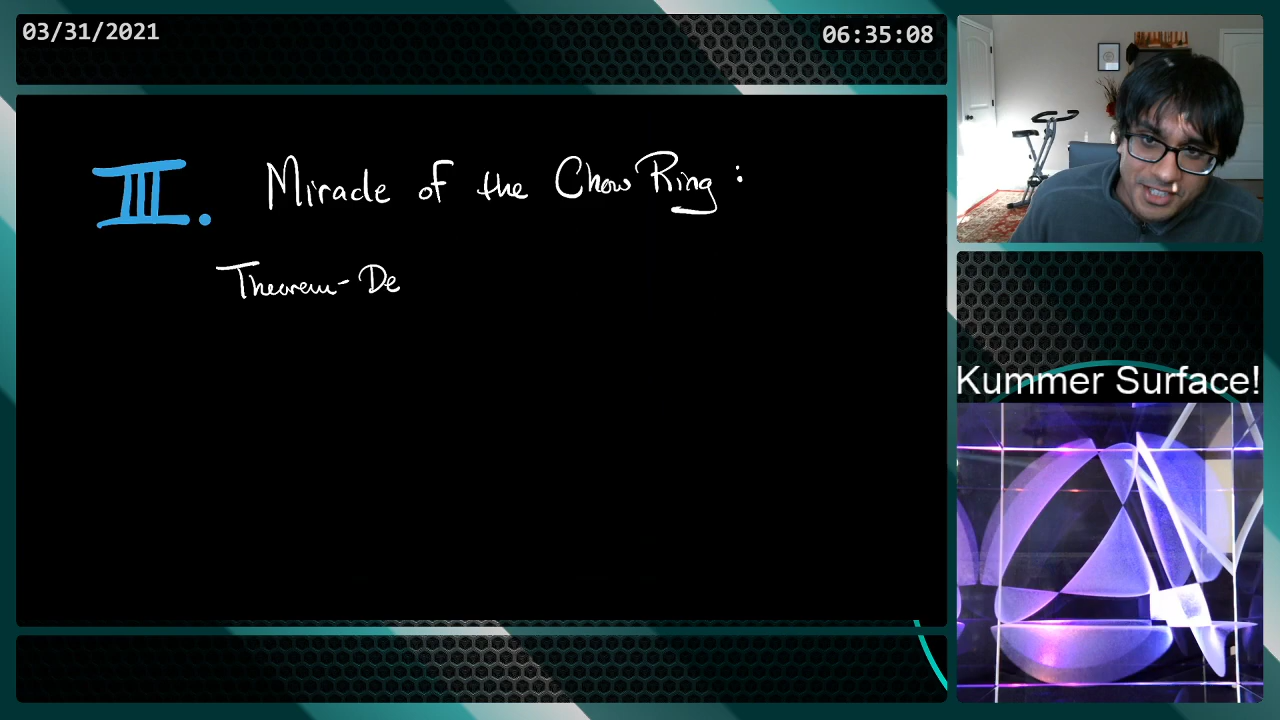 03/31/2021
06:35:08
III. Miracle of the Chow Ring:
Theorem-De
Kummer Surface!